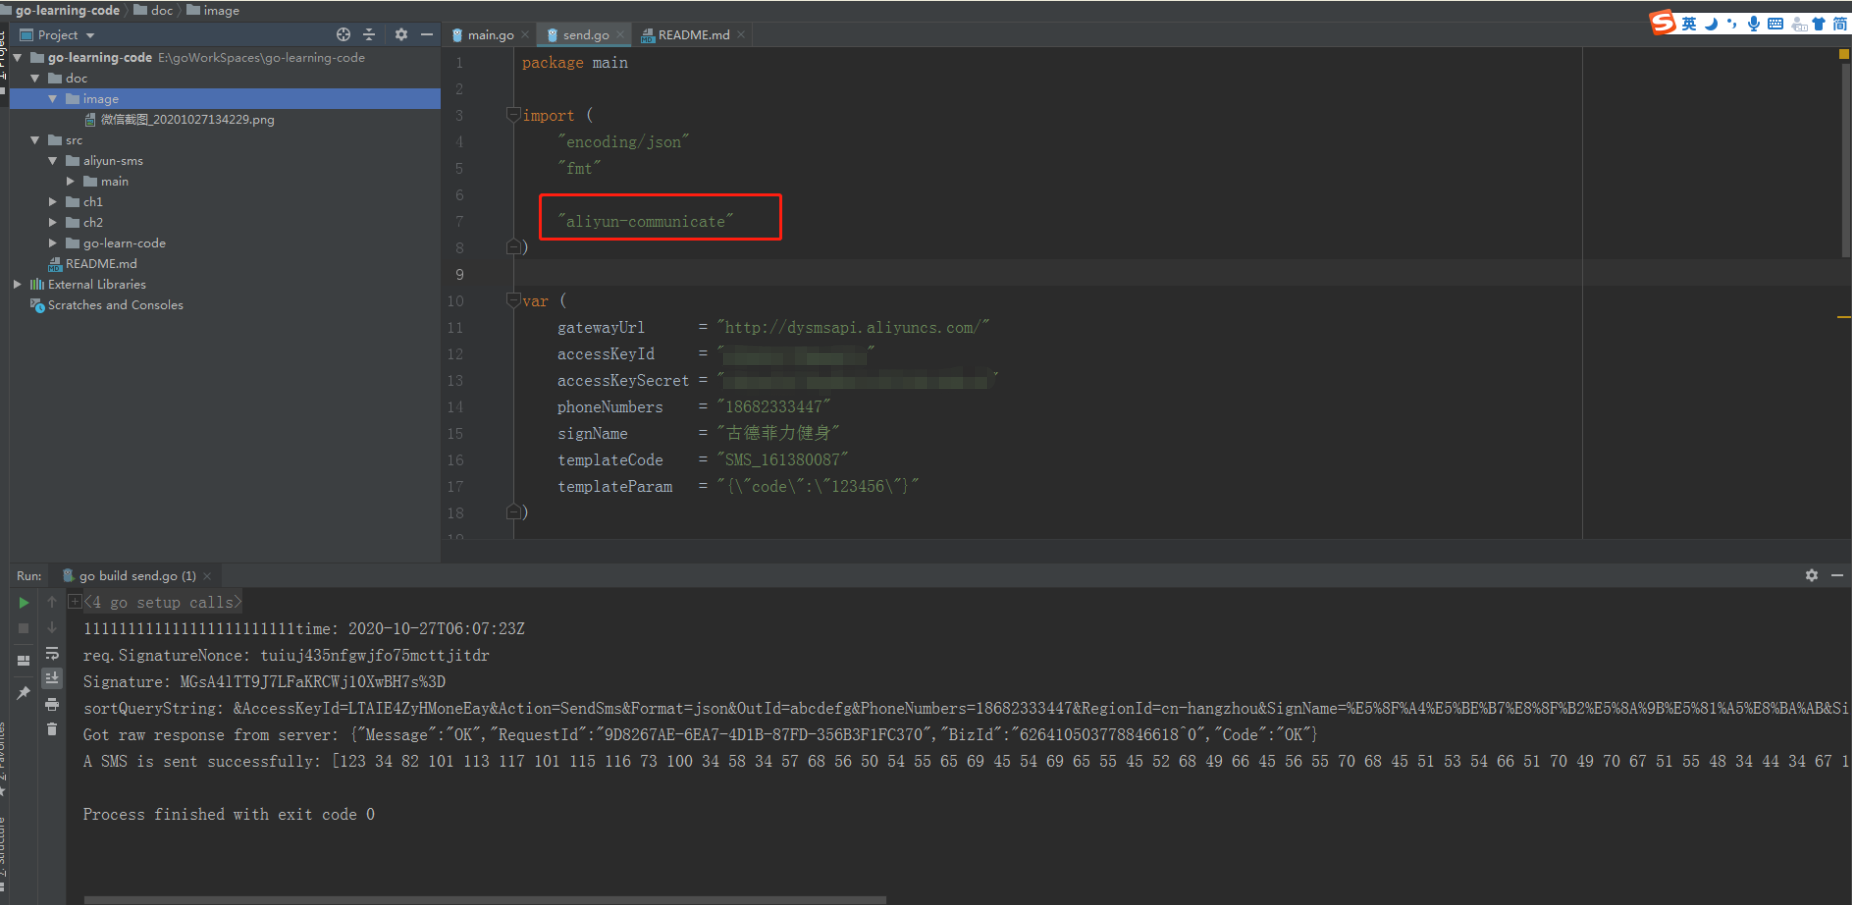 go-learning-code doc image
英 简
Project
main.go send.go README.md
1: Project
go-learning-code E:\goWorkSpaces\go-learning-code
doc
image
微信截图_20201027134229.png
src
aliyun-sms
main
ch1
ch2
go-learn-code
README.md
External Libraries
Scratches and Consoles
1 package main
2
3 import (
4 "encoding/json"
5 "fmt"
6
7 "aliyun-communicate"
8 )
9
10 var (
11 gatewayUrl = "http://dysmsapi.aliyuncs.com/"
12 accessKeyId = " "
13 accessKeySecret = " "
14 phoneNumbers = "18682333447"
15 signName = "古德菲力健身"
16 templateCode = "SMS_161380087"
17 templateParam = "{\"code\":\"123456\"}"
18 )
19
Run: go build send.go (1)
<4 go setup calls>
time: 2020-10-27T06:07:23Z
req.SignatureNonce: tuiuj435nfgwjfo75mcttjitdr
Signature: MGsA4lTT9J7LFaKRCWj10XwBH7s%3D
sortQueryString: &AccessKeyId=LTAIE4ZyHMoneEay&Action=SendSms&Format=json&OutId=abcdefg&PhoneNumbers=18682333447&RegionId=cn-hangzhou&SignName=%E5%8F%A4%E5%BE%B7%E8%8F%B2%E5%8A%9B%E5%81%A5%E8%BA%AB&Si
Got raw response from server: {"Message":"OK","RequestId":"9D8267AE-6EA7-4D1B-87FD-356B3F1FC370","BizId":"626410503778846618^0","Code":"OK"}
A SMS is sent successfully: [123 34 82 101 113 117 101 115 116 73 100 34 58 34 57 68 56 50 54 55 65 69 45 54 69 65 55 45 52 68 49 66 45 56 55 70 68 45 51 53 54 66 51 70 49 70 67 51 55 48 34 44 34 67 1
Process finished with exit code 0
2: Favorites
7: Structure